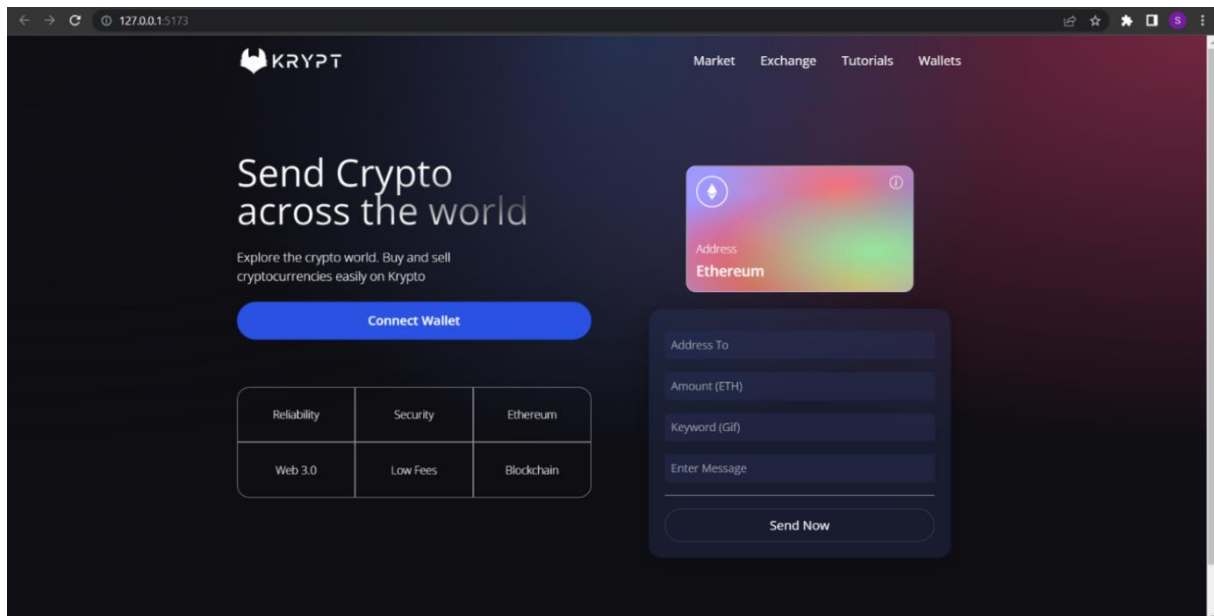 127.0.0.1:5173
S
KRYPT
Market Exchange Tutorials Wallets
Send Crypto
across the world
Explore the crypto world. Buy and sell
cryptocurrencies easily on Krypto
Connect Wallet
Reliability Security Ethereum
Web 3.0 Low Fees Blockchain
Address
Ethereum
Address To
Amount (ETH)
Keyword (Gif)
Enter Message
Send Now